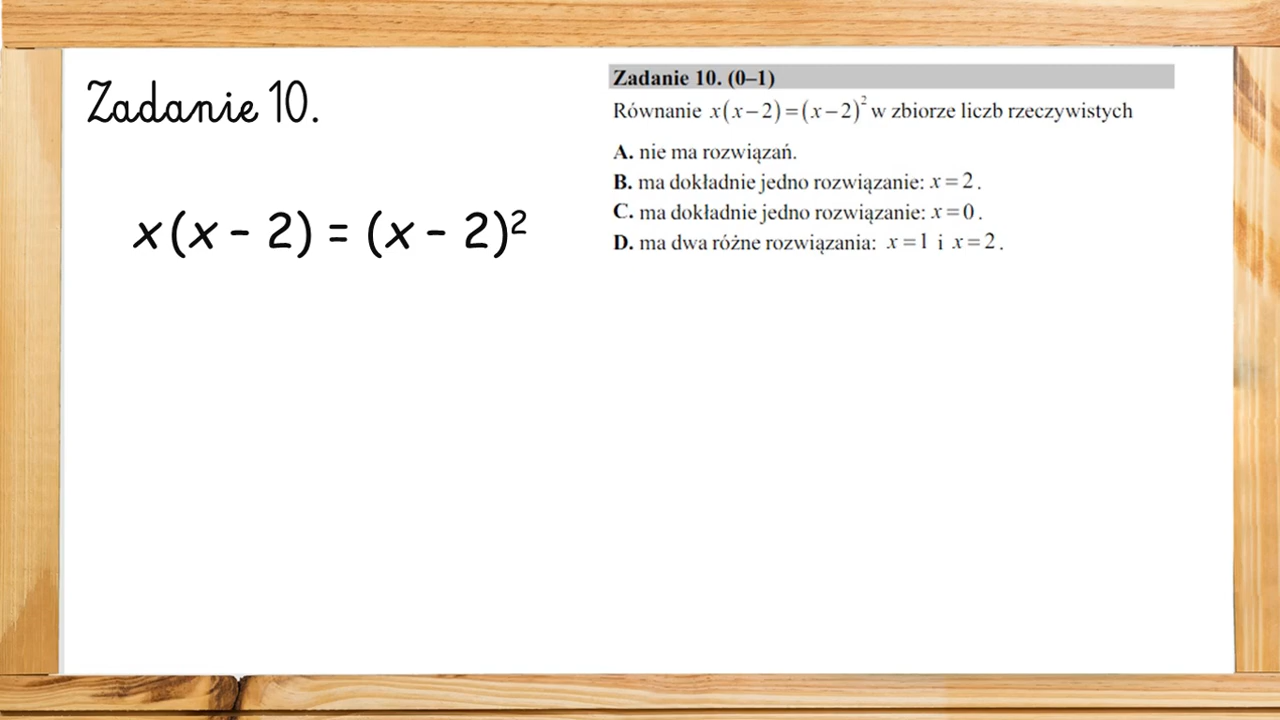 Zadanie 10.
x(x - 2) = (x - 2)²
Zadanie 10. (0–1)
Równanie x(x−2)=(x−2)² w zbiorze liczb rzeczywistych
A. nie ma rozwiązań.
B. ma dokładnie jedno rozwiązanie: x=2.
C. ma dokładnie jedno rozwiązanie: x=0.
D. ma dwa różne rozwiązania: x=1 i x=2.